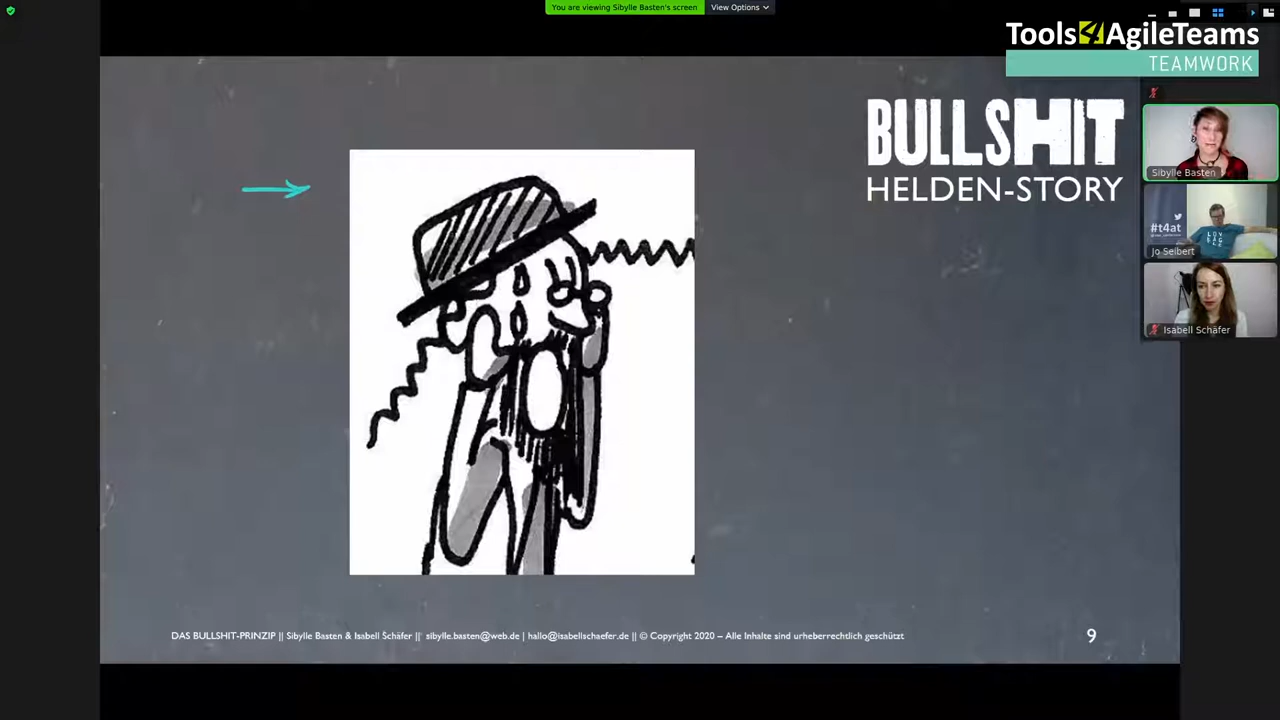 You are viewing Sibylle Basten's screen
View Options
Tools4AgileTeams
TEAMWORK
BULLSHIT
HELDEN-STORY
Sibylle Basten
#t4at
Jo Seibert
Isabell Schäfer
DAS BULLSHIT-PRINZIP || Sibylle Basten & Isabell Schäfer || sibylle.basten@web.de | hallo@isabellschaefer.de || © Copyright 2020 – Alle Inhalte sind urheberrechtlich geschützt
9